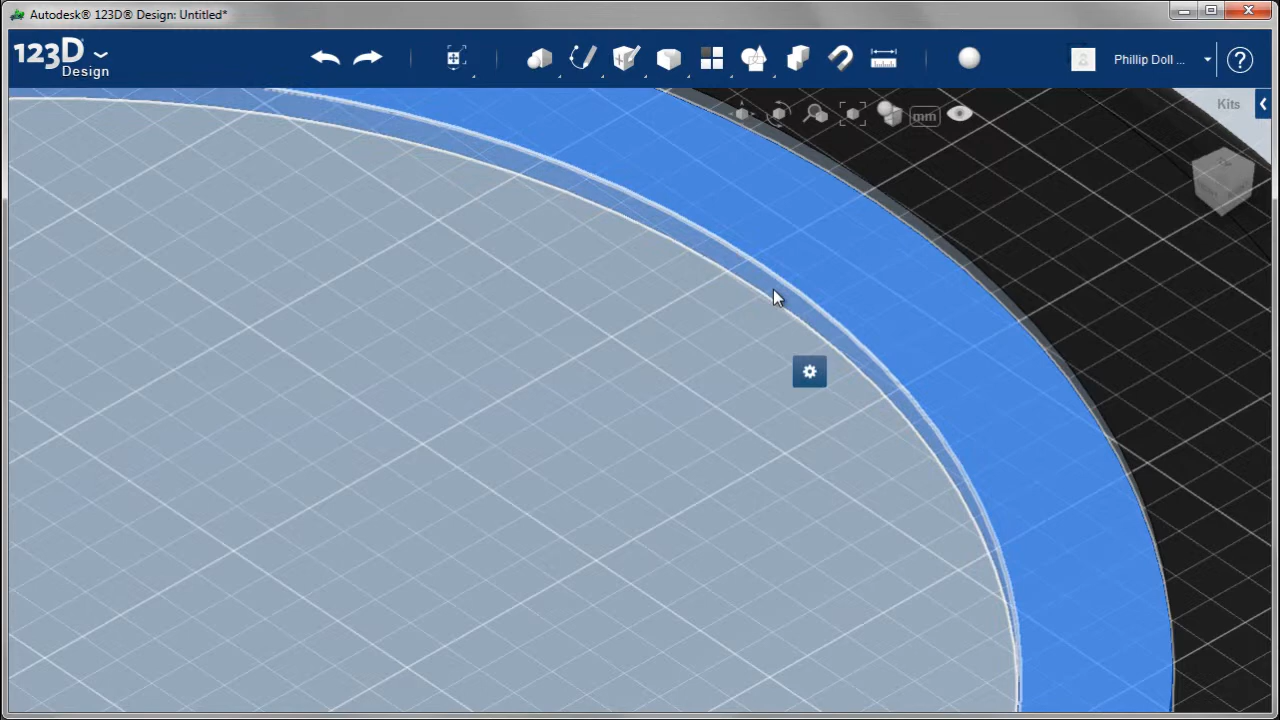 Autodesk® 123D® Design: Untitled*
123D
Design
Phillip Doll ...
?
Kits
mm